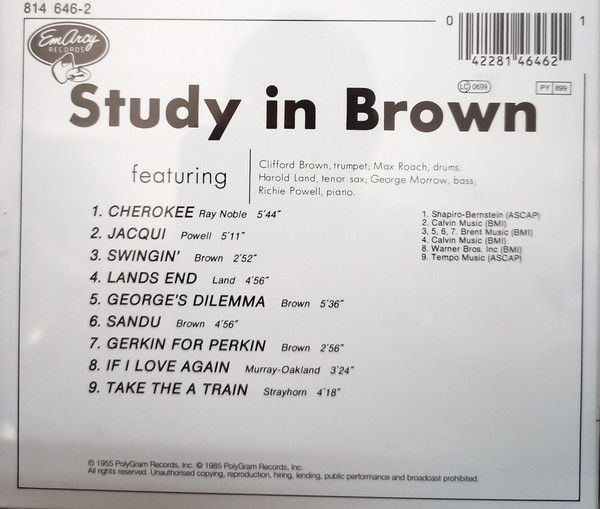 814 646-2
EmArcy
RECORDS
0 1
42281 46462
LC 0699
PY 899
Study in Brown
featuring
Clifford Brown, trumpet; Max Roach, drums;
Harold Land, tenor sax; George Morrow, bass;
Richie Powell, piano.
1. CHEROKEE Ray Noble 5'44"
2. JACQUI Powell 5'11"
3. SWINGIN' Brown 2'52"
4. LANDS END Land 4'56"
5. GEORGE'S DILEMMA Brown 5'36"
6. SANDU Brown 4'56"
7. GERKIN FOR PERKIN Brown 2'56"
8. IF I LOVE AGAIN Murray-Oakland 3'24"
9. TAKE THE A TRAIN Strayhorn 4'18"
1. Shapiro-Bernstein (ASCAP)
2. Calvin Music (BMI)
3, 5, 6, 7. Brent Music (BMI)
4. Calvin Music (BMI)
8. Warner Bros. Inc (BMI)
9. Tempo Music (ASCAP)
℗ 1955 PolyGram Records, Inc. © 1985 PolyGram Records, Inc.
All rights reserved. Unauthorised copying, reproduction, hiring, lending, public performance and broadcast prohibited.